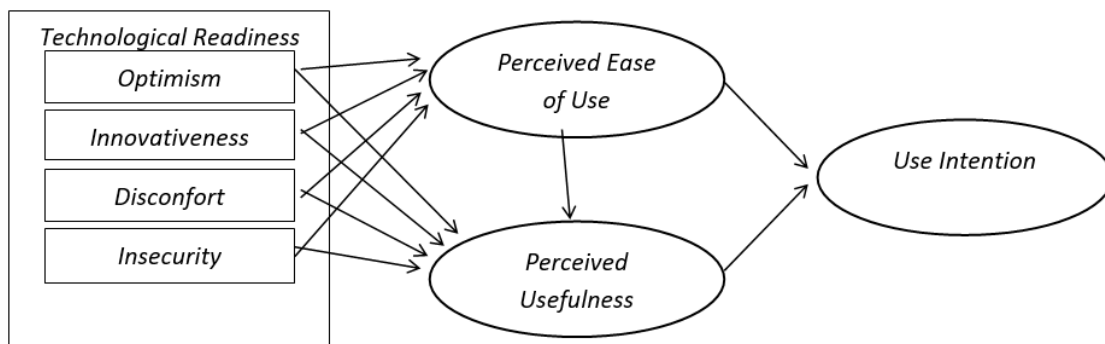 Technological Readiness
Optimism
Innovativeness
Disconfort
Insecurity
Perceived Ease
of Use
Perceived
Usefulness
Use Intention